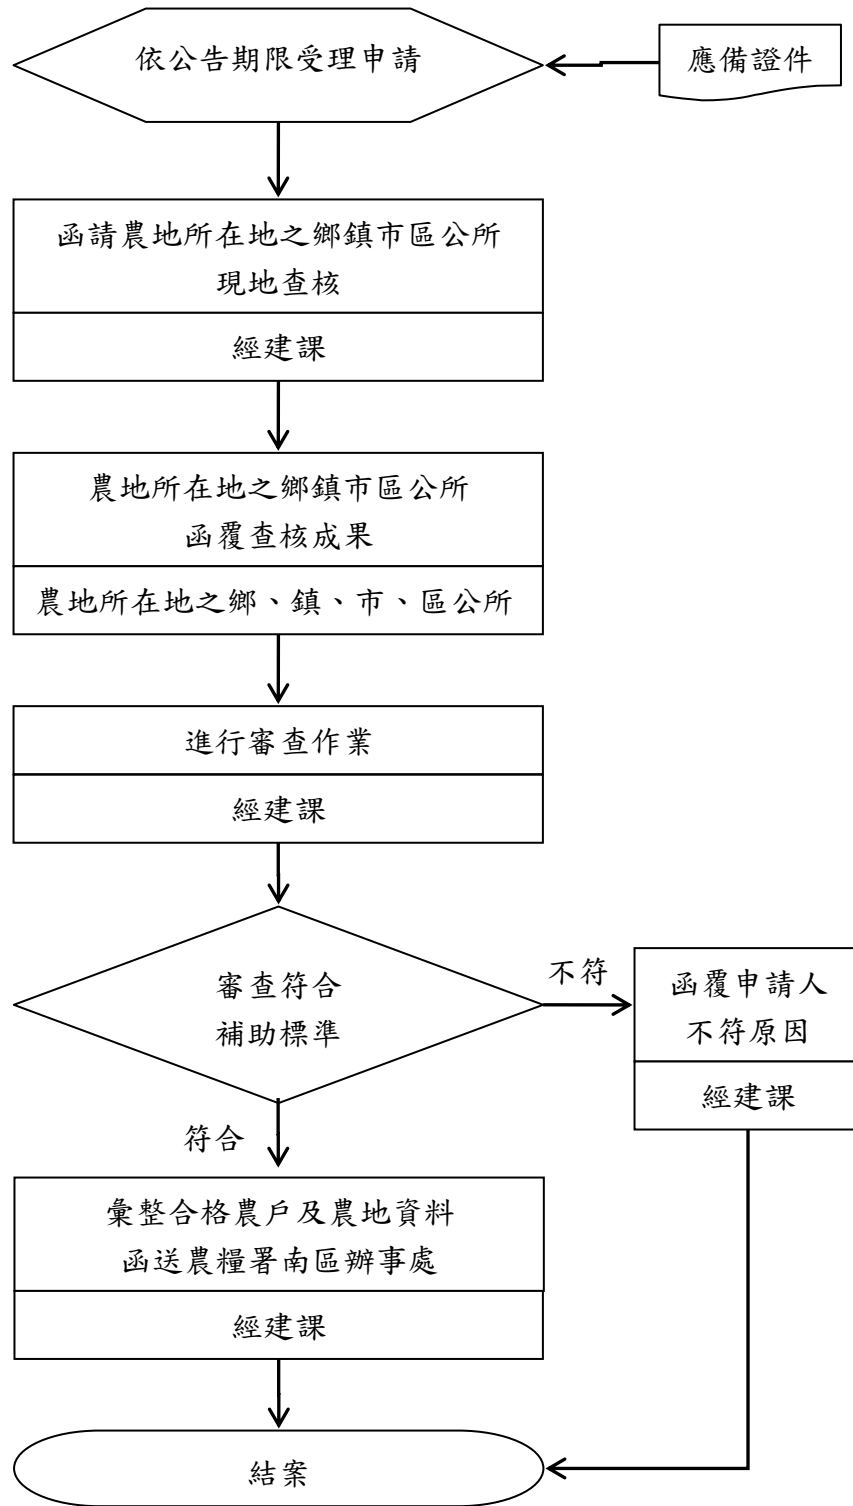 依公告期限受理申請
應備證件
函請農地所在地之鄉鎮市區公所
現地查核
經建課
農地所在地之鄉鎮市區公所
函覆查核成果
農地所在地之鄉、鎮、市、區公所
進行審查作業
經建課
審查符合
補助標準
不符
函覆申請人
不符原因
經建課
符合
彙整合格農戶及農地資料
函送農糧署南區辦事處
經建課
結案